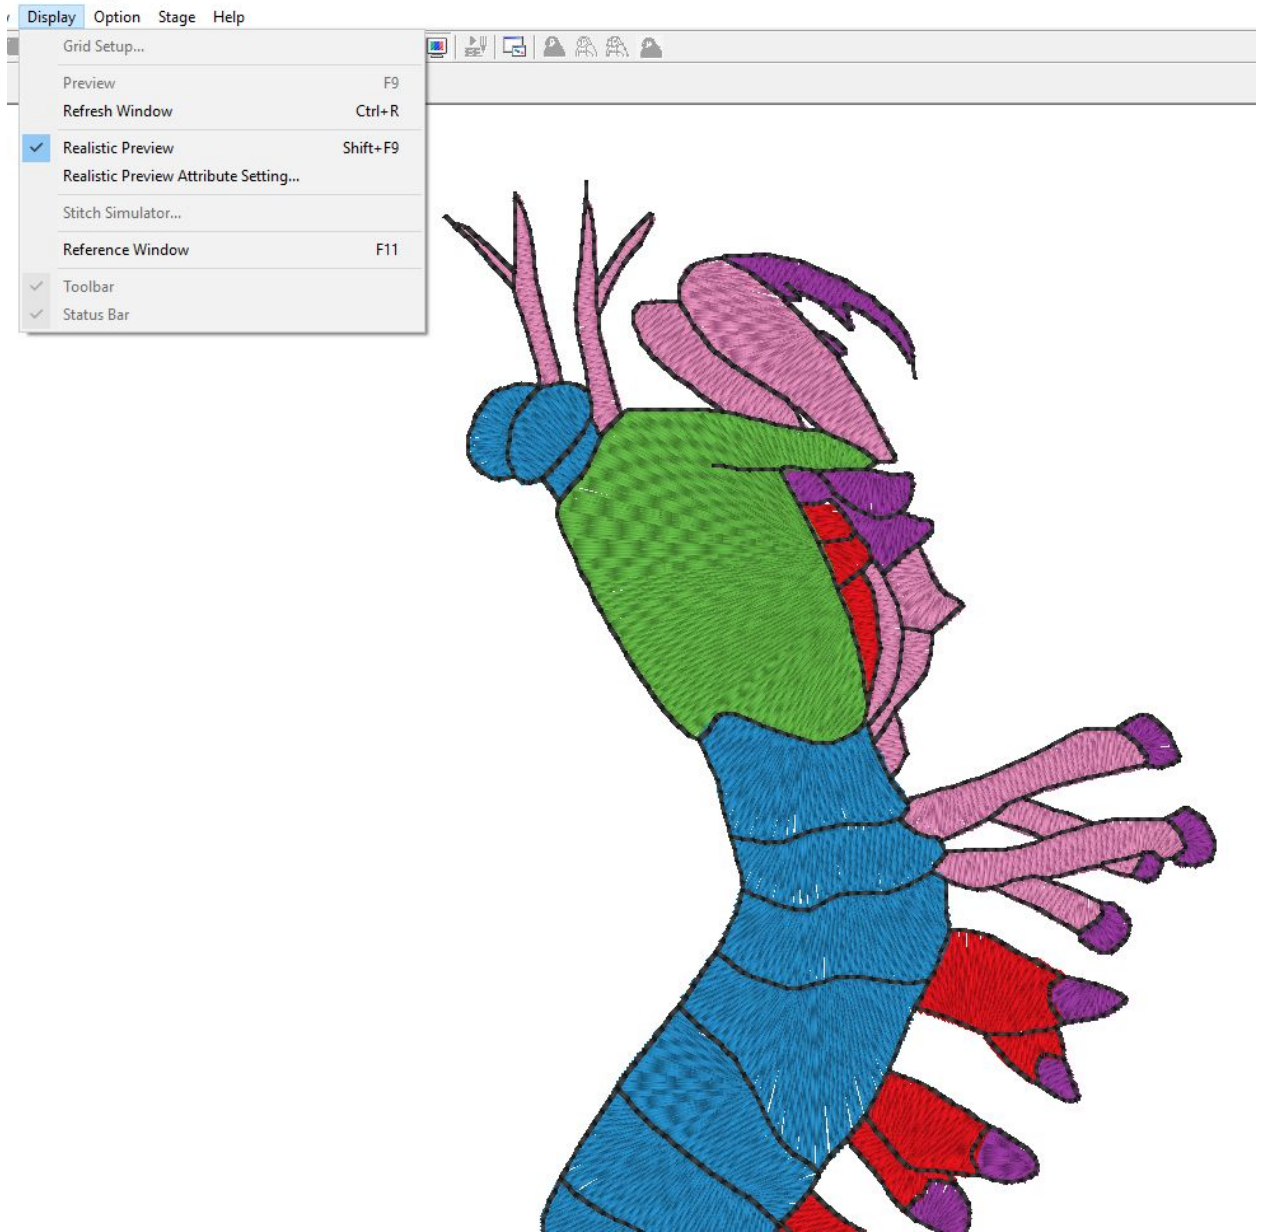 Display Option Stage Help
Grid Setup...
Preview F9
Refresh Window Ctrl+R
Realistic Preview Shift+F9
Realistic Preview Attribute Setting...
Stitch Simulator...
Reference Window F11
Toolbar
Status Bar